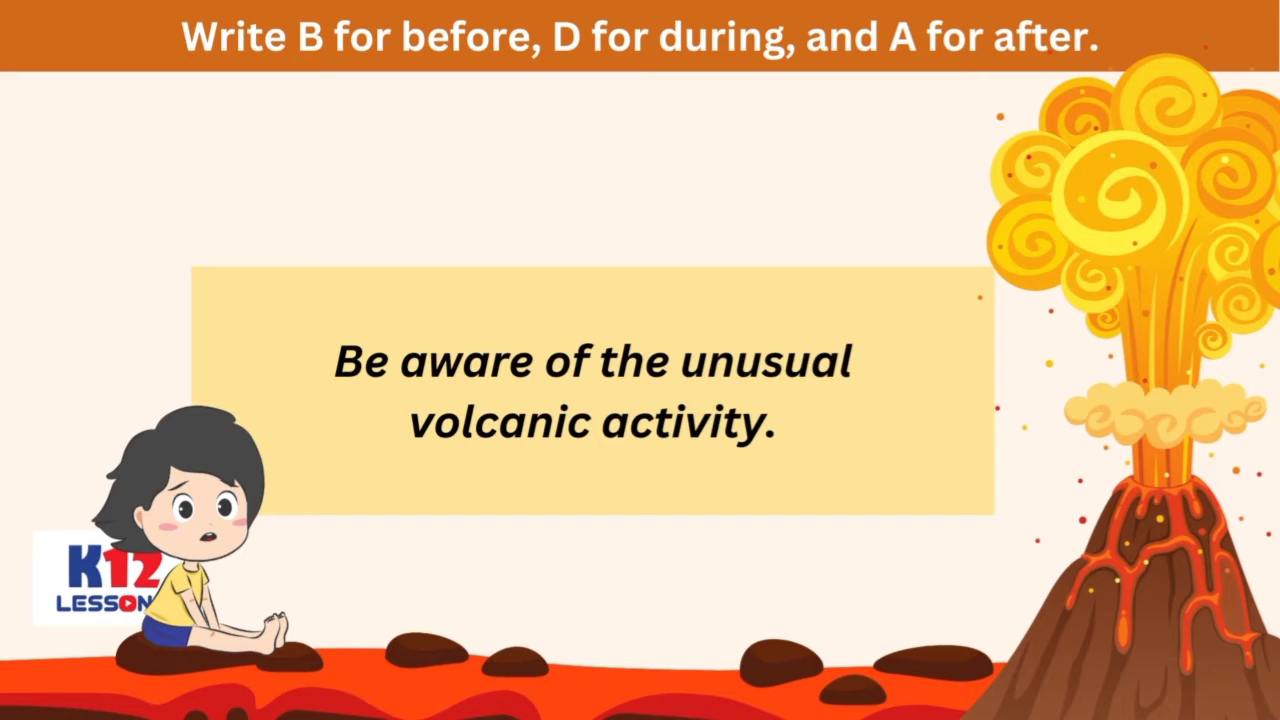 Write B for before, D for during, and A for after.
Be aware of the unusual
volcanic activity.
K12
LESSON